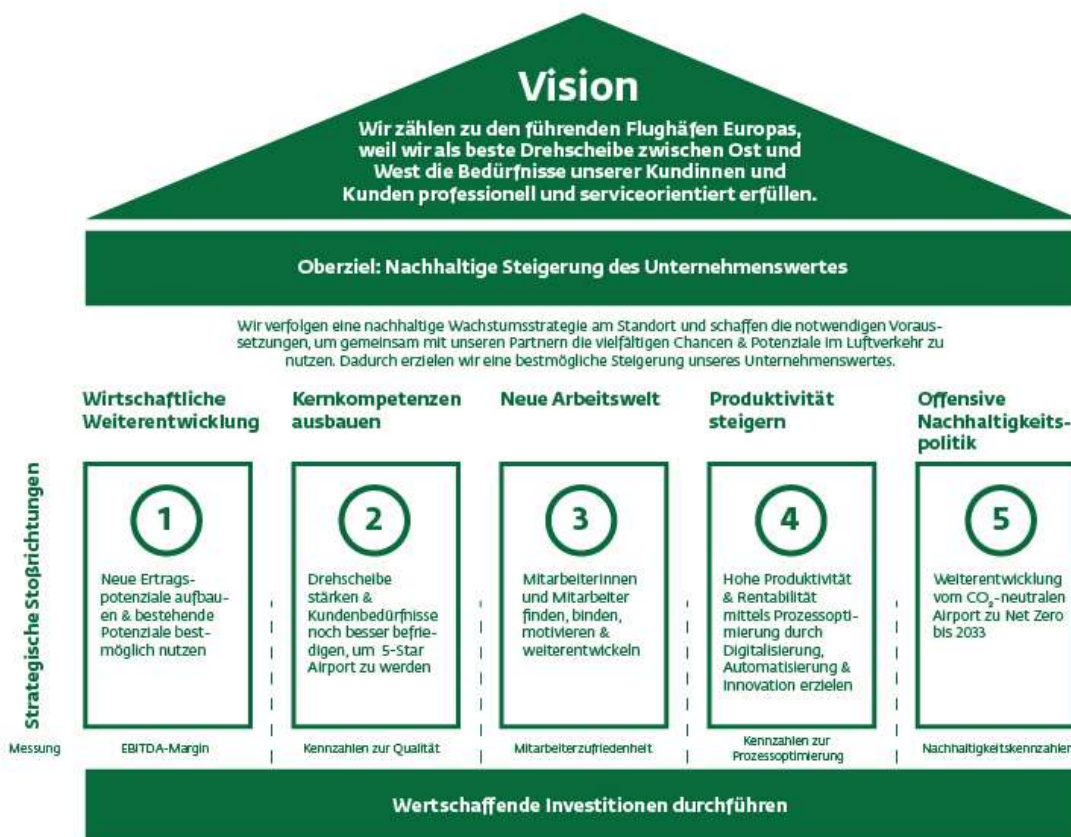 Vision
Wir zählen zu den führenden Flughäfen Europas,
weil wir als beste Drehscheibe zwischen Ost und
West die Bedürfnisse unserer Kundinnen und
Kunden professionell und serviceorientiert erfüllen.
Oberziel: Nachhaltige Steigerung des Unternehmenswertes
Wir verfolgen eine nachhaltige Wachstumsstrategie am Standort und schaffen die notwendigen Voraus-
setzungen, um gemeinsam mit unseren Partnern die vielfältigen Chancen & Potenziale im Luftverkehr zu
nutzen. Dadurch erzielen wir eine bestmögliche Steigerung unseres Unternehmenswertes.
Strategische Stoßrichtungen
Wirtschaftliche
Weiterentwicklung
1
Neue Ertrags-
potenziale aufbau-
en & bestehende
Potenziale best-
möglich nutzen
Kernkompetenzen
ausbauen
2
Drehscheibe
stärken &
Kundenbedürfnisse
noch besser befrie-
digen, um 5-Star
Airport zu werden
Neue Arbeitswelt
3
Mitarbeiterinnen
und Mitarbeiter
finden, binden,
motivieren &
weiterentwickeln
Produktivität
steigern
4
Hohe Produktivität
& Rentabilität
mittels Prozessopti-
mierung durch
Digitalisierung,
Automatisierung &
Innovation erzielen
Offensive
Nachhaltigkeits-
politik
5
Weiterentwicklung
vom CO₂-neutralen
Airport zu Net Zero
bis 2033
Messung
EBITDA-Margin
Kennzahlen zur Qualität
Mitarbeiterzufriedenheit
Kennzahlen zur
Prozessoptimierung
Nachhaltigkeitskennzahlen
Wertschaffende Investitionen durchführen